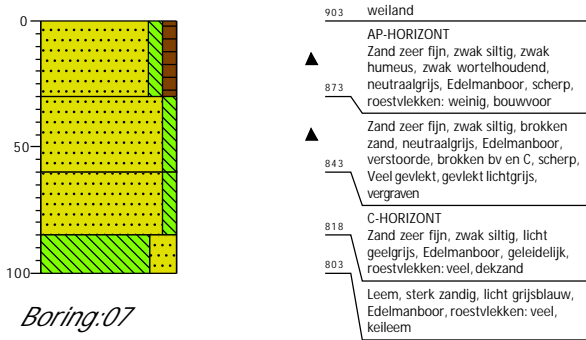 0
50
100
Boring:07
903 weiland
AP-HORIZONT
Zand zeer fijn, zwak siltig, zwak
humeus, zwak wortelhoudend,
neutraalgrijs, Edelmanboor, scherp,
873 roestvlekken: weinig, bouwvoor
Zand zeer fijn, zwak siltig, brokken
zand, neutraalgrijs, Edelmanboor,
verstoorde, brokken bv en C, scherp,
843 Veel gevlekt, gevlekt lichtgrijs,
vergraven
C-HORIZONT
818 Zand zeer fijn, zwak siltig, licht
geelgrijs, Edelmanboor, geleidelijk,
803 roestvlekken: veel, dekzand
Leem, sterk zandig, licht grijsblauw,
Edelmanboor, roestvlekken: veel,
keileem